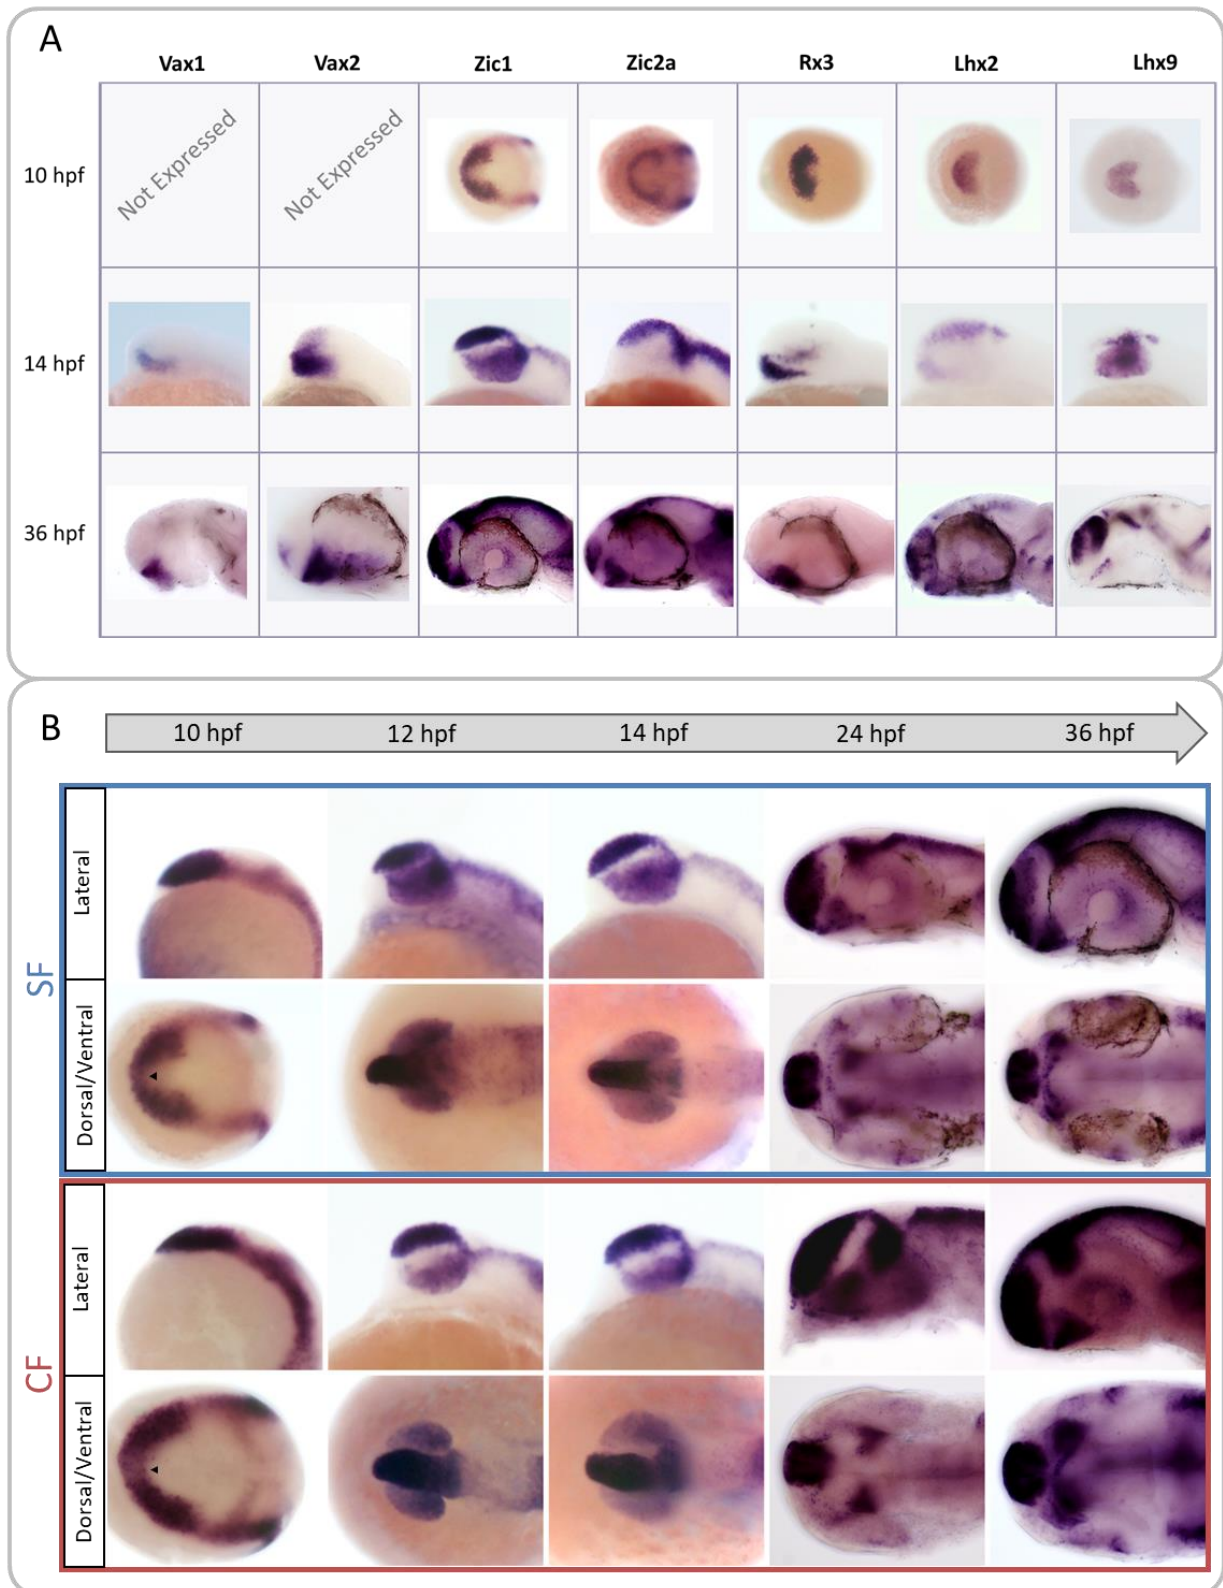 A
Vax1 Vax2 Zic1 Zic2a Rx3 Lhx2 Lhx9
10 hpf Not Expressed Not Expressed
14 hpf
36 hpf
B
10 hpf 12 hpf 14 hpf 24 hpf 36 hpf
SF
Lateral
Dorsal/Ventral
CF
Lateral
Dorsal/Ventral